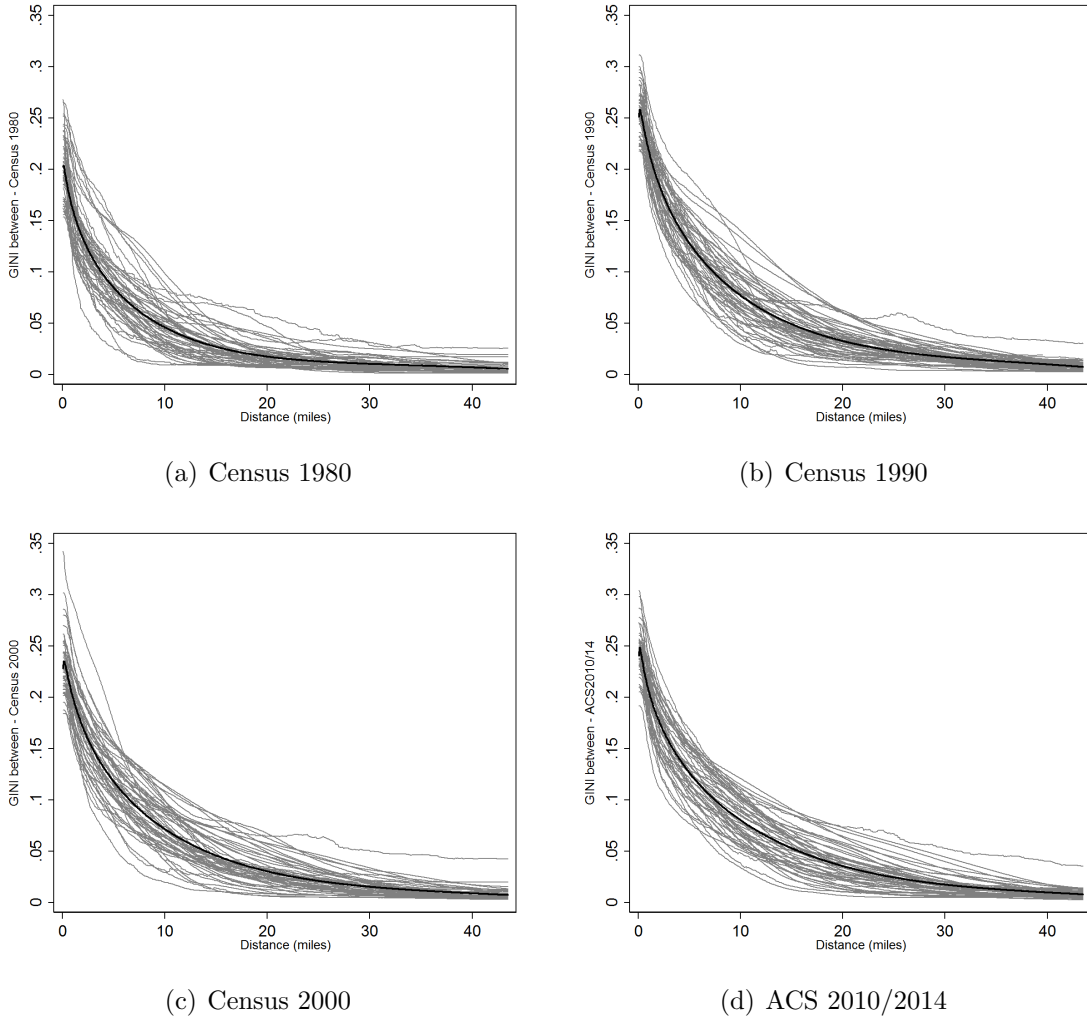 GINI between - Census 1980
.35
.3
.25
.2
.15
.1
.05
0
0 10 20 30 40
Distance (miles)
(a) Census 1980
GINI between - Census 1990
.35
.3
.25
.2
.15
.1
.05
0
0 10 20 30 40
Distance (miles)
(b) Census 1990
GINI between - Census 2000
.35
.3
.25
.2
.15
.1
.05
0
0 10 20 30 40
Distance (miles)
(c) Census 2000
GINI between - ACS2010/14
.35
.3
.25
.2
.15
.1
.05
0
0 10 20 30 40
Distance (miles)
(d) ACS 2010/2014